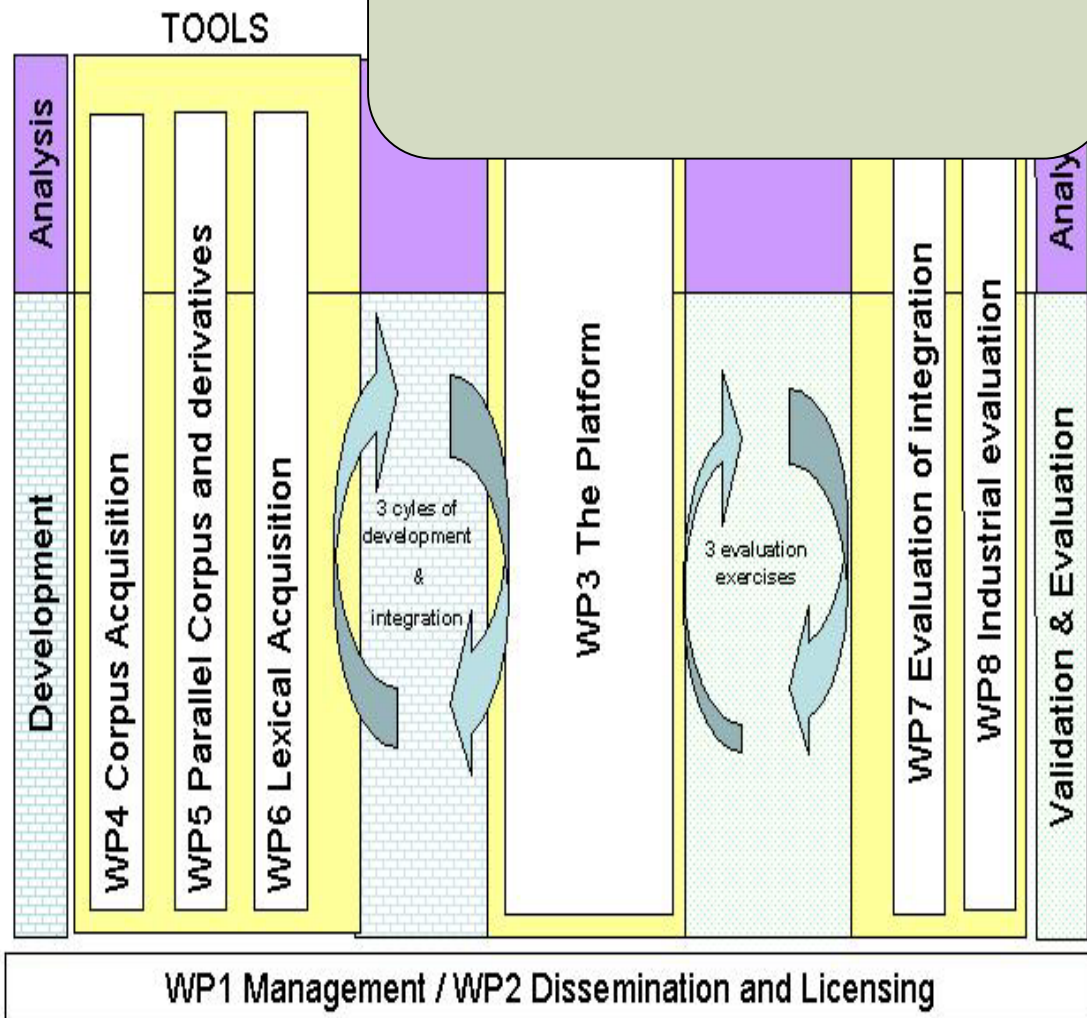 TOOLS
Analysis
Development
WP4 Corpus Acquisition
WP5 Parallel Corpus and derivatives
WP6 Lexical Acquisition
3 cyles of
development
&
integration
WP3 The Platform
3 evaluation
exercises
WP7 Evaluation of integration
WP8 Industrial evaluation
Analy
Validation & Evaluation
WP1 Management / WP2 Dissemination and Licensing